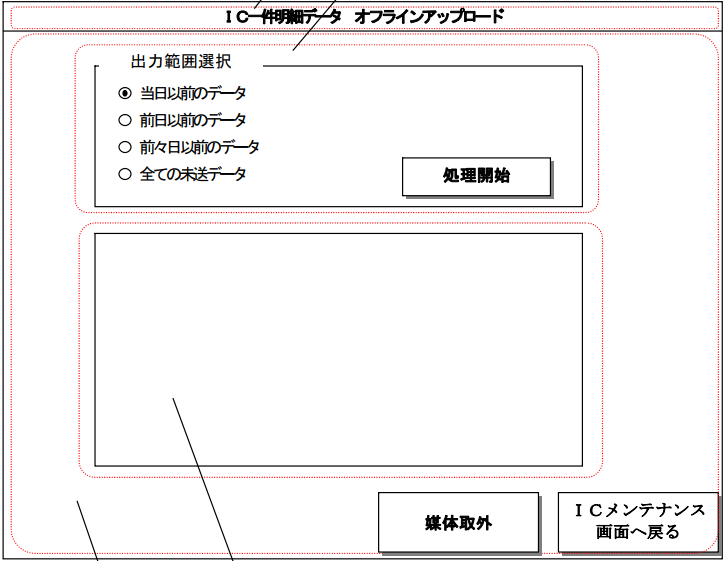 ＩＣ一件明細データ　オフラインアップロード
出力範囲選択
当日以前のデータ
前日以前のデータ
前々日以前のデータ
全ての未送データ
処理開始
媒体取外
ＩＣメンテナンス
画面へ戻る